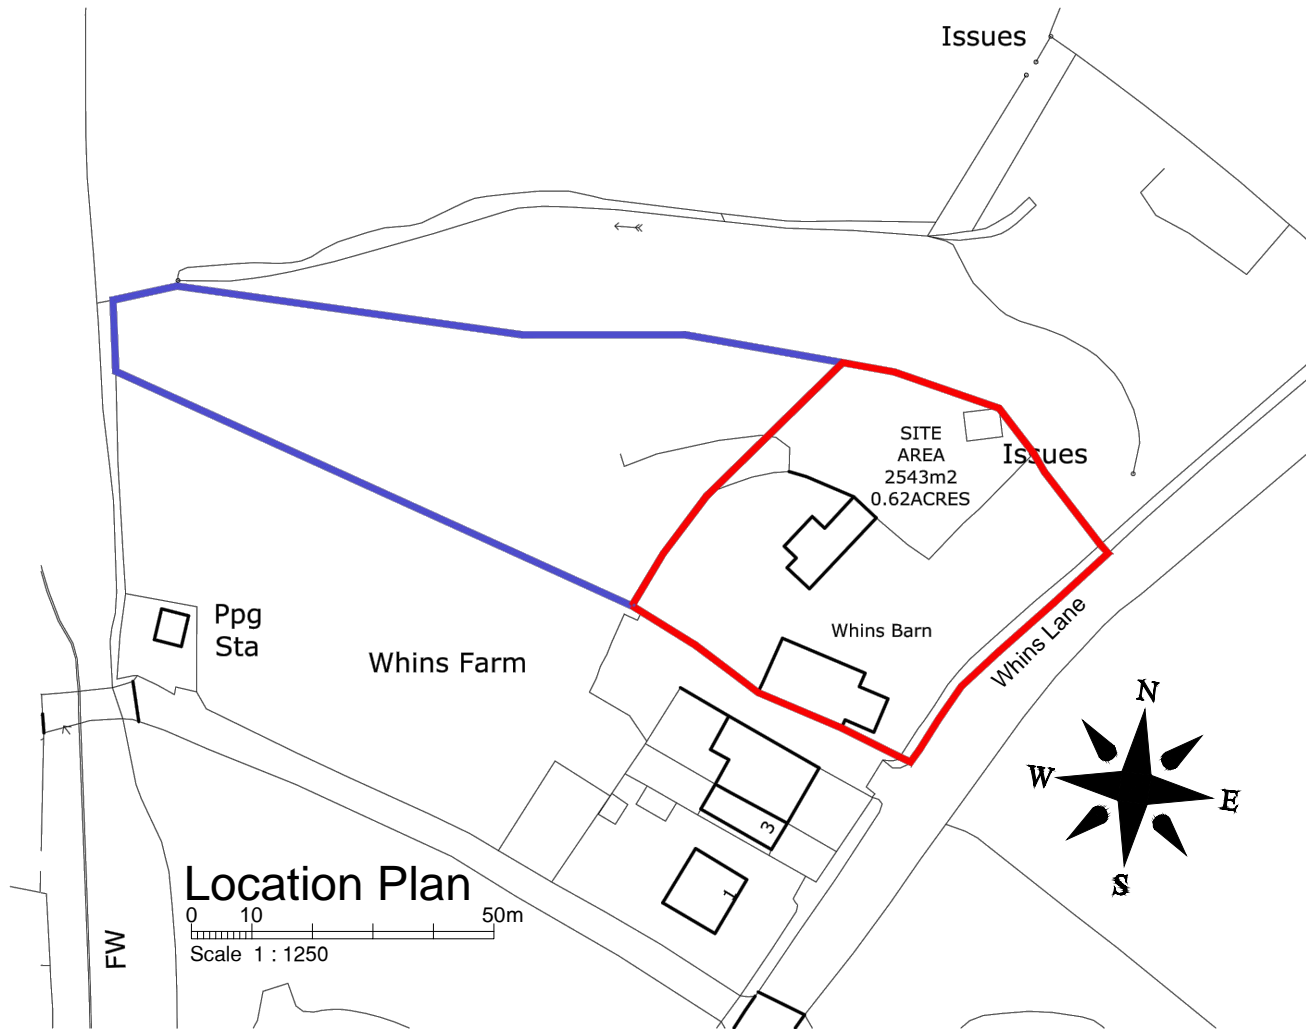 Issues
SITE
AREA
2543m2
0.62ACRES
Issues
Ppg
Sta
Whins Farm
Whins Barn
Whins Lane
N
W
E
S
3
1
Location Plan
0 10 50m
Scale 1 : 1250
FW